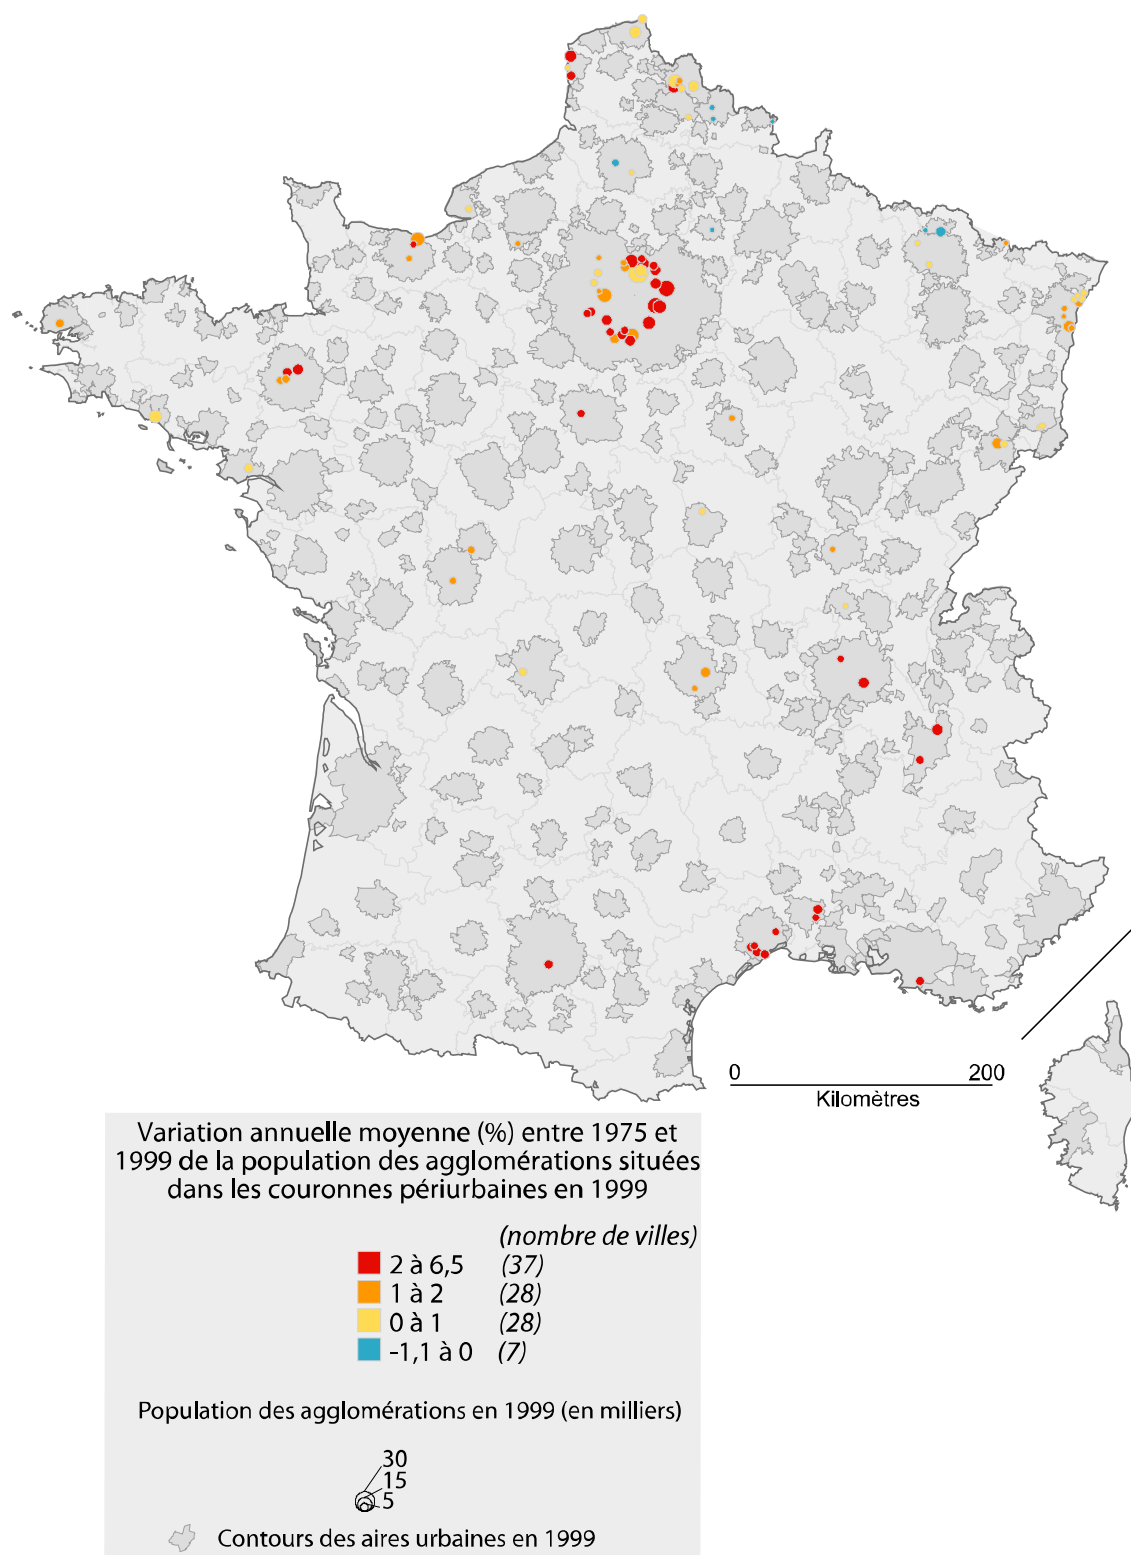 0 200
Kilomètres
Variation annuelle moyenne (%) entre 1975 et
1999 de la population des agglomérations situées
dans les couronnes périurbaines en 1999
(nombre de villes)
2 à 6,5 (37)
1 à 2 (28)
0 à 1 (28)
-1,1 à 0 (7)
Population des agglomérations en 1999 (en milliers)
30
15
5
Contours des aires urbaines en 1999